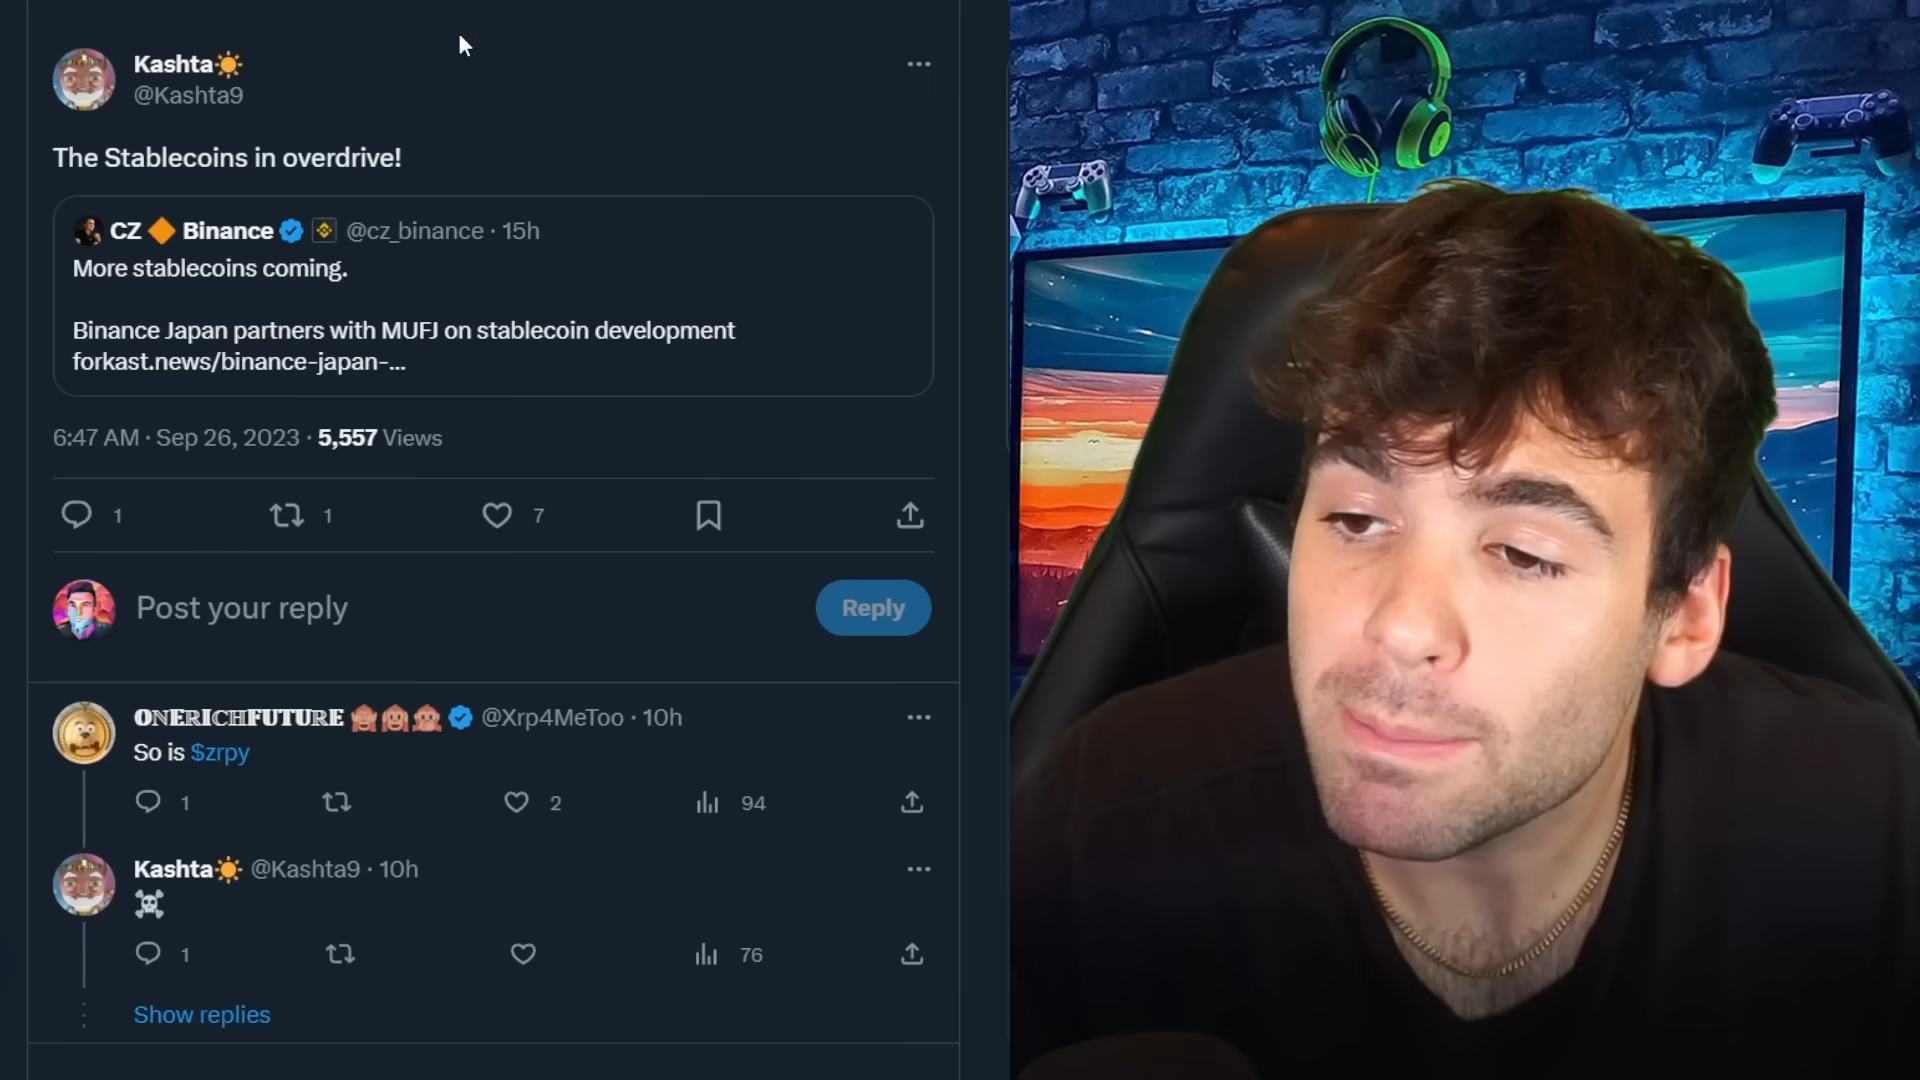 Kashta☀️
@Kashta9
The Stablecoins in overdrive!
CZ 🔶 Binance @cz_binance · 15h
More stablecoins coming.
Binance Japan partners with MUFJ on stablecoin development
forkast.news/binance-japan-...
6:47 AM · Sep 26, 2023 · 5,557 Views
1 1 7
Post your reply
Reply
𝐎ℕ𝐄ℝ𝐈ℂℍ𝐅𝐔𝐓𝐔ℝ𝐄 🙈🙉🙊 @Xrp4MeToo · 10h
So is $zrpy
1 2 94
Kashta☀️ @Kashta9 · 10h
☠️
1 76
Show replies